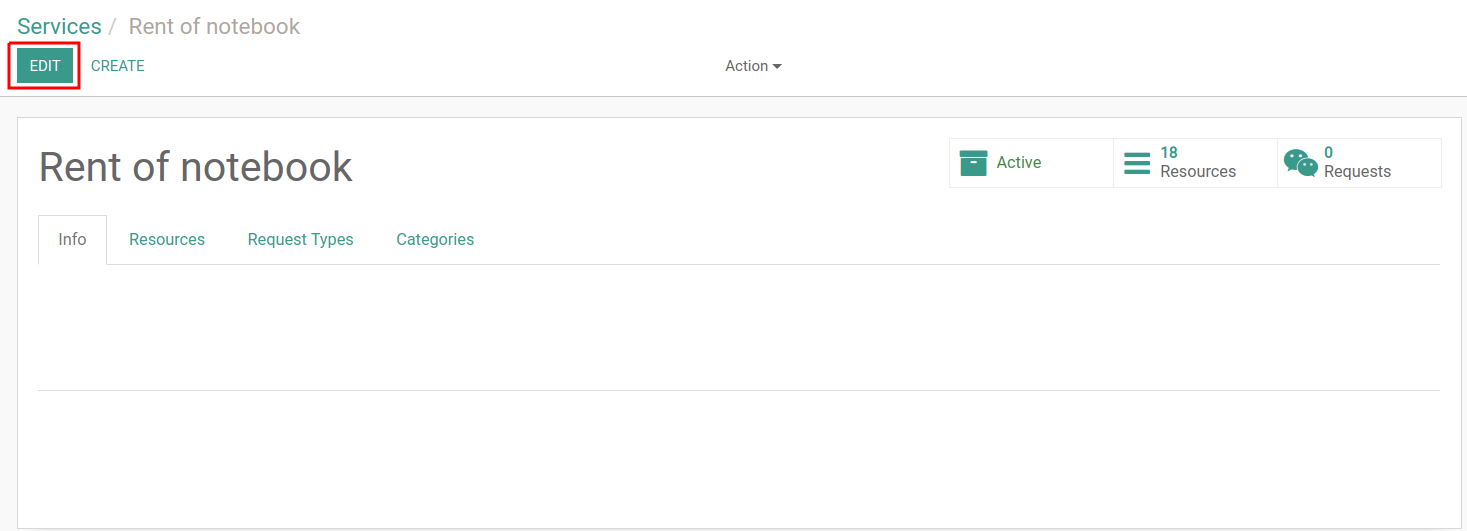 Services / Rent of notebook
EDIT CREATE Action
Rent of notebook
Active
18
Resources
0
Requests
Info Resources Request Types Categories